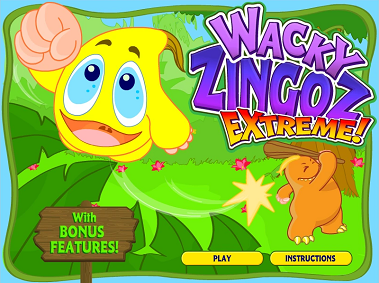 WACKY
ZINGOZ
EXTREME!
With
BONUS
FEATURES!
PLAY
INSTRUCTIONS